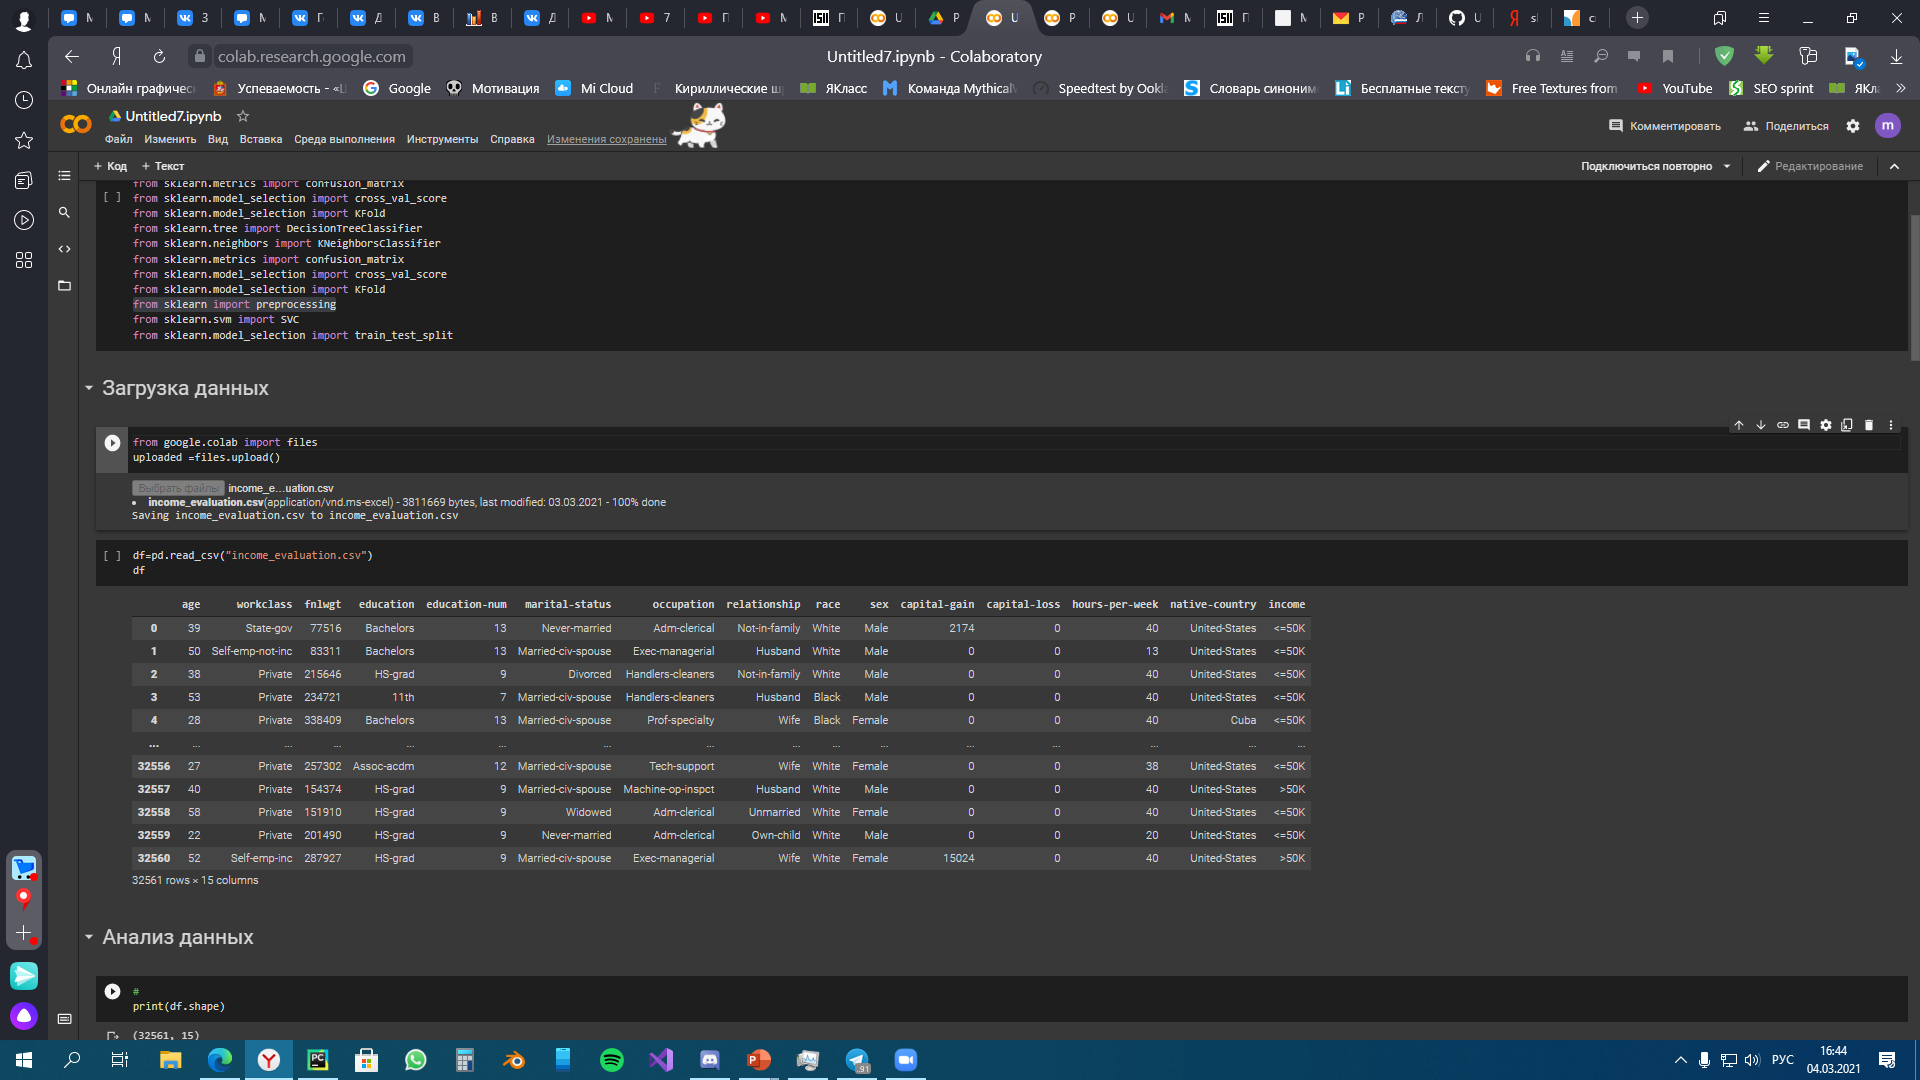 М
М
З
М
Г
Д
В
В
Д
М
7
П
М
П
U
Р
U
Р
U
М
П
М
Р
Л
U
s
c
colab.research.google.com
Untitled7.ipynb - Colaboratory
Онлайн графичес
Успеваемость - «Ц
Google
Мотивация
Mi Cloud
F Кириллические ш
ЯКласс
Команда Mythical
Speedtest by Ookla
Словарь синоним
Бесплатные тексту
Free Textures from
YouTube
SEO sprint
ЯКл
CO
Untitled7.ipynb
Файл Изменить Вид Вставка Среда выполнения Инструменты Справка Изменения сохранены
Комментировать
Поделиться
m
+ Код + Текст
Подключиться повторно
Редактирование
from sklearn.metrics import confusion_matrix
[ ] from sklearn.model_selection import cross_val_score
from sklearn.model_selection import KFold
from sklearn.tree import DecisionTreeClassifier
from sklearn.neighbors import KNeighborsClassifier
from sklearn.metrics import confusion_matrix
from sklearn.model_selection import cross_val_score
from sklearn.model_selection import KFold
from sklearn import preprocessing
from sklearn.svm import SVC
from sklearn.model_selection import train_test_split
Загрузка данных
from google.colab import files
uploaded =files.upload()
Выбрать файлы income_e...uation.csv
• income_evaluation.csv(application/vnd.ms-excel) - 3811669 bytes, last modified: 03.03.2021 - 100% done
Saving income_evaluation.csv to income_evaluation.csv
[ ] df=pd.read_csv("income_evaluation.csv")
df
age workclass fnlwgt education education-num marital-status occupation relationship race sex capital-gain capital-loss hours-per-week native-country income
0 39 State-gov 77516 Bachelors 13 Never-married Adm-clerical Not-in-family White Male 2174 0 40 United-States <=50K
1 50 Self-emp-not-inc 83311 Bachelors 13 Married-civ-spouse Exec-managerial Husband White Male 0 0 13 United-States <=50K
2 38 Private 215646 HS-grad 9 Divorced Handlers-cleaners Not-in-family White Male 0 0 40 United-States <=50K
3 53 Private 234721 11th 7 Married-civ-spouse Handlers-cleaners Husband Black Male 0 0 40 United-States <=50K
4 28 Private 338409 Bachelors 13 Married-civ-spouse Prof-specialty Wife Black Female 0 0 40 Cuba <=50K
... ... ... ... ... ... ... ... ... ... ... ... ... ... ... ...
32556 27 Private 257302 Assoc-acdm 12 Married-civ-spouse Tech-support Wife White Female 0 0 38 United-States <=50K
32557 40 Private 154374 HS-grad 9 Married-civ-spouse Machine-op-inspct Husband White Male 0 0 40 United-States >50K
32558 58 Private 151910 HS-grad 9 Widowed Adm-clerical Unmarried White Female 0 0 40 United-States <=50K
32559 22 Private 201490 HS-grad 9 Never-married Adm-clerical Own-child White Male 0 0 20 United-States <=50K
32560 52 Self-emp-inc 287927 HS-grad 9 Married-civ-spouse Exec-managerial Wife White Female 15024 0 40 United-States >50K
32561 rows × 15 columns
Анализ данных
#
print(df.shape)
(32561, 15)
91
РУС
16:44
04.03.2021